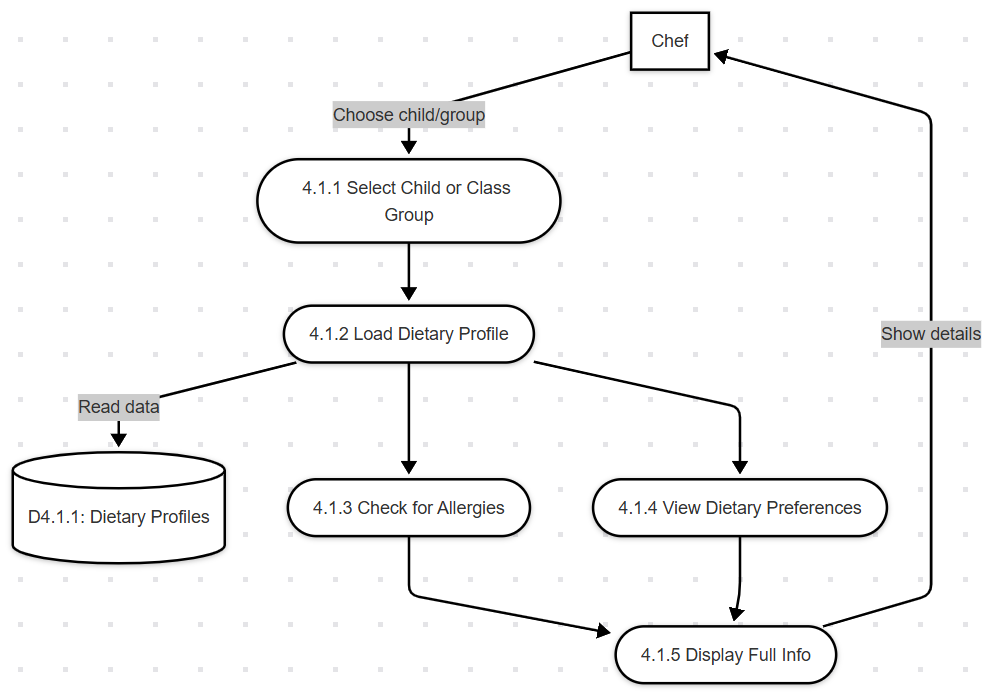 Chef
Choose child/group
4.1.1 Select Child or Class
Group
4.1.2 Load Dietary Profile
Show details
Read data
D4.1.1: Dietary Profiles
4.1.3 Check for Allergies
4.1.4 View Dietary Preferences
4.1.5 Display Full Info